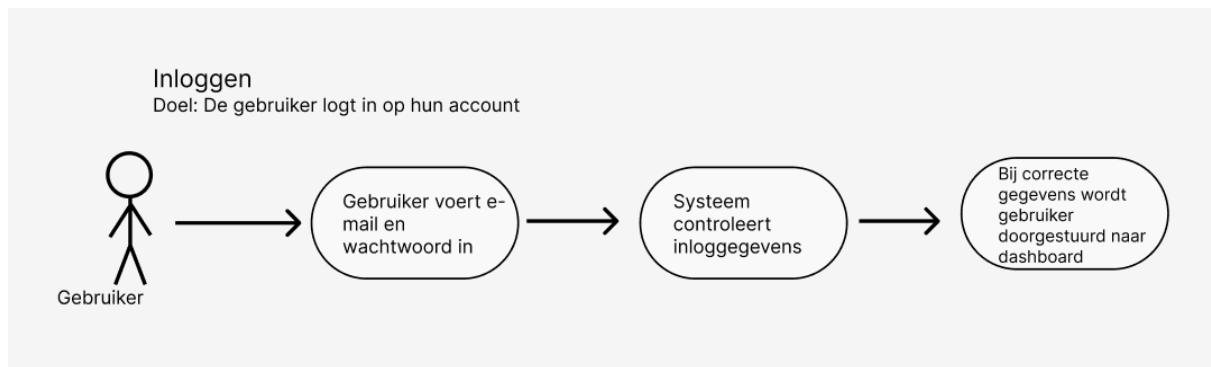 Inloggen
Doel: De gebruiker logt in op hun account
Gebruiker
Gebruiker voert e-
mail en
wachtwoord in
Systeem
controleert
inloggegevens
Bij correcte
gegevens wordt
gebruiker
doorgestuurd naar
dashboard